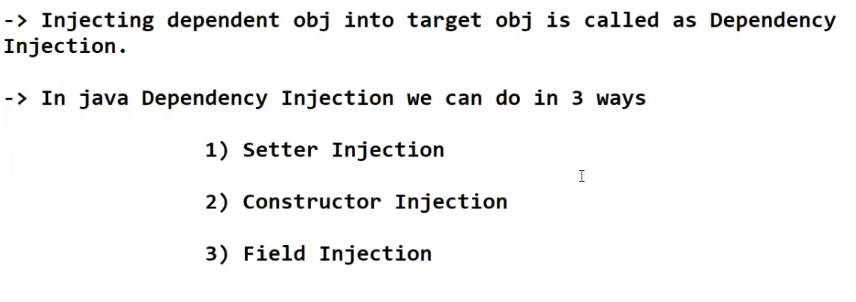 -> Injecting dependent obj into target obj is called as Dependency
Injection.
-> In java Dependency Injection we can do in 3 ways
1) Setter Injection
2) Constructor Injection
3) Field Injection